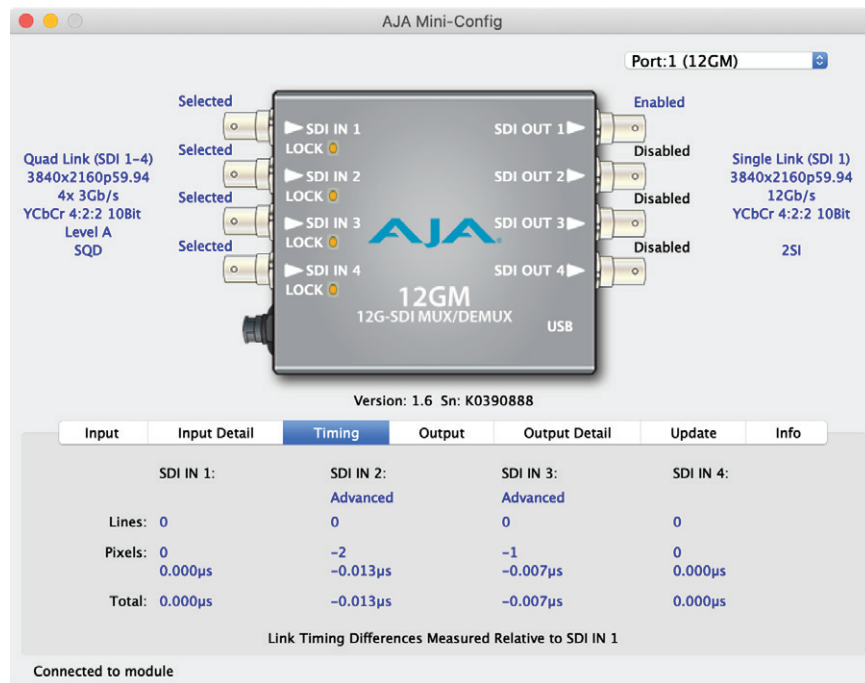 AJA Mini-Config
Port:1 (12GM)
Selected
Selected
Selected
Selected
Quad Link (SDI 1-4)
3840x2160p59.94
4x 3Gb/s
YCbCr 4:2:2 10Bit
Level A
SQD
SDI IN 1
LOCK
SDI IN 2
LOCK
SDI IN 3
LOCK
SDI IN 4
LOCK
AJA
12GM
12G-SDI MUX/DEMUX
USB
SDI OUT 1
SDI OUT 2
SDI OUT 3
SDI OUT 4
Enabled
Disabled
Disabled
Disabled
Single Link (SDI 1)
3840x2160p59.94
12Gb/s
YCbCr 4:2:2 10Bit
2SI
Version: 1.6 Sn: K0390888
Input Input Detail Timing Output Output Detail Update Info
SDI IN 1: SDI IN 2: SDI IN 3: SDI IN 4:
Advanced Advanced
Lines: 0 0 0 0
Pixels: 0 -2 -1 0
0.000µs -0.013µs -0.007µs 0.000µs
Total: 0.000µs -0.013µs -0.007µs 0.000µs
Link Timing Differences Measured Relative to SDI IN 1
Connected to module